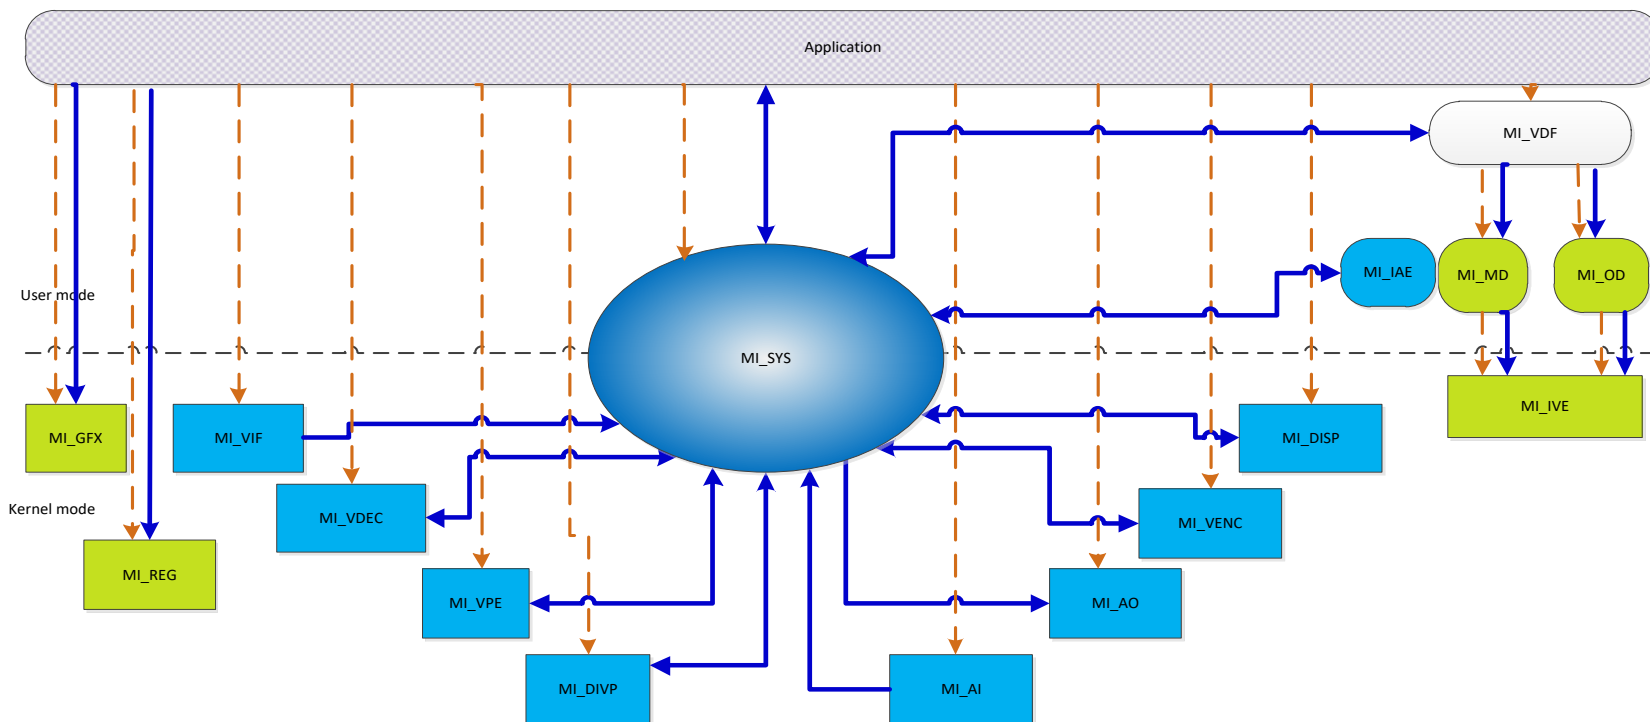 Application
MI_VDF
MI_IAE
MI_MD
MI_OD
User mode
MI_SYS
MI_IVE
MI_GFX
MI_VIF
MI_DISP
Kernel mode
MI_VDEC
MI_VENC
MI_REG
MI_VPE
MI_AO
MI_DIVP
MI_AI